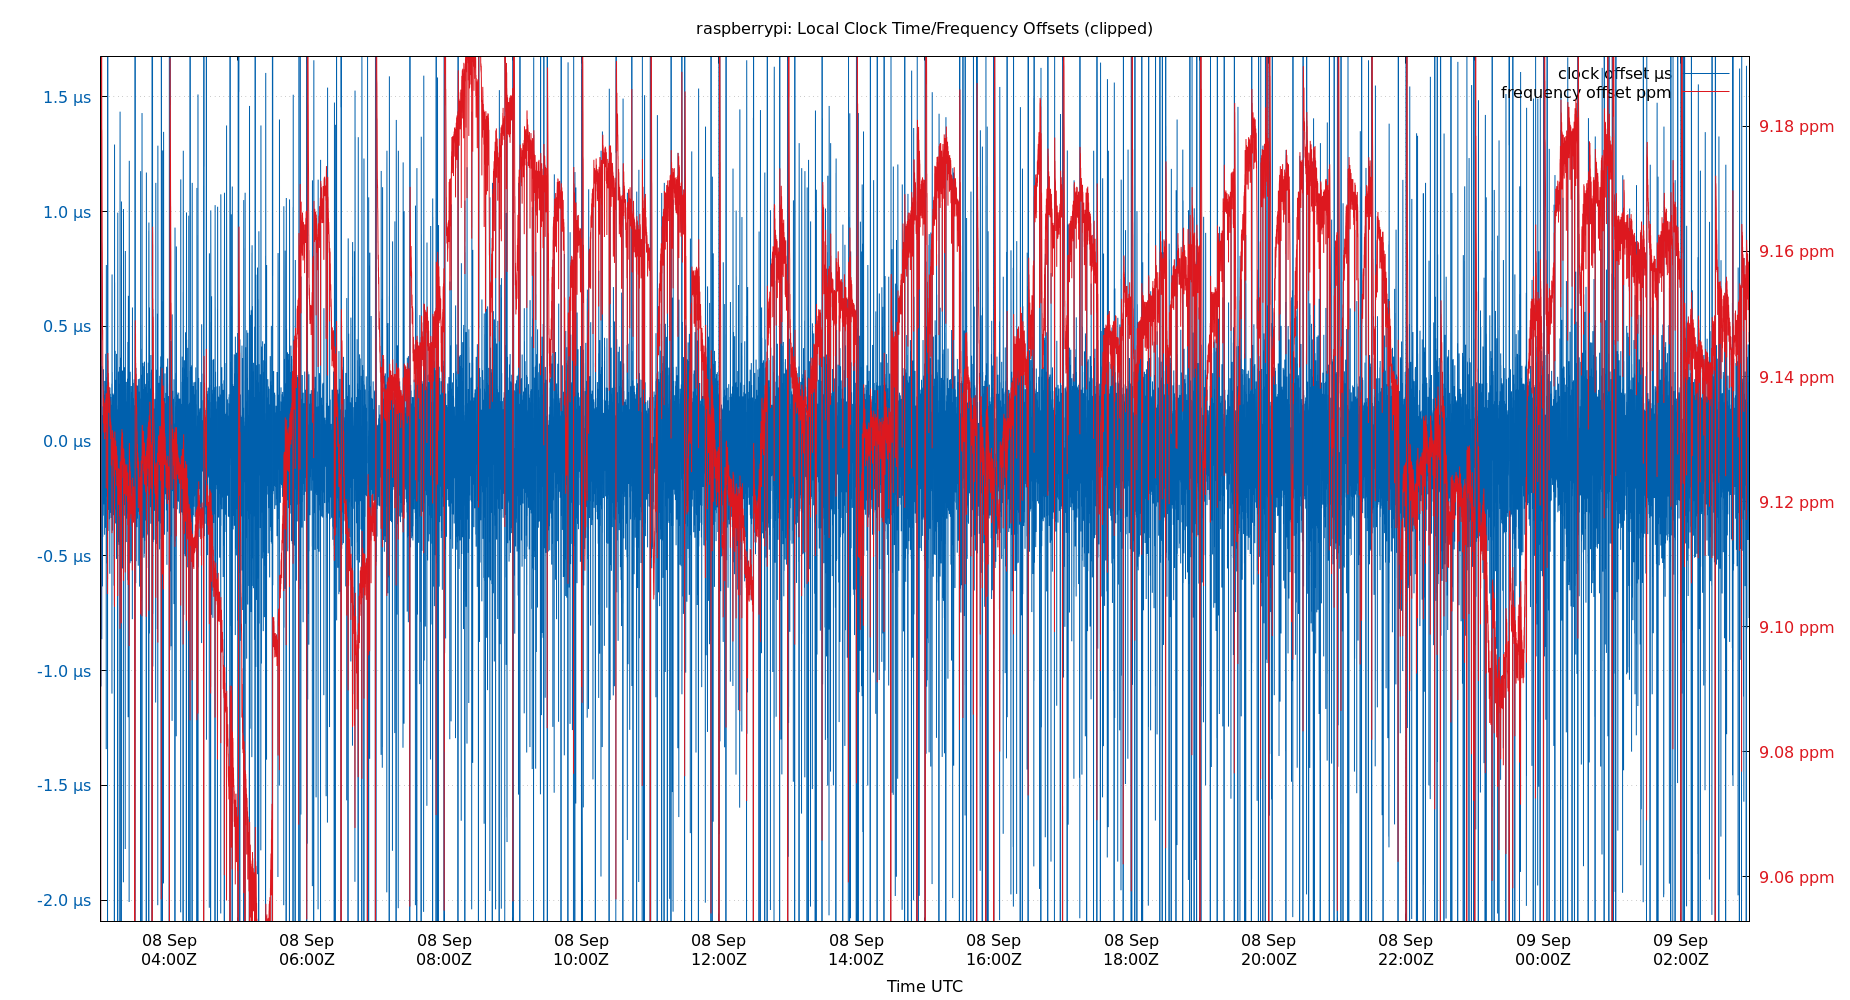 raspberrypi: Local Clock Time/Frequency Offsets (clipped)
clock offset µs
frequency offset ppm
1.5 µs
1.0 µs
0.5 µs
0.0 µs
-0.5 µs
-1.0 µs
-1.5 µs
-2.0 µs
9.18 ppm
9.16 ppm
9.14 ppm
9.12 ppm
9.10 ppm
9.08 ppm
9.06 ppm
08 Sep 08 Sep 08 Sep 08 Sep 08 Sep 08 Sep 08 Sep 08 Sep 08 Sep 08 Sep 09 Sep 09 Sep
04:00Z 06:00Z 08:00Z 10:00Z 12:00Z 14:00Z 16:00Z 18:00Z 20:00Z 22:00Z 00:00Z 02:00Z
Time UTC